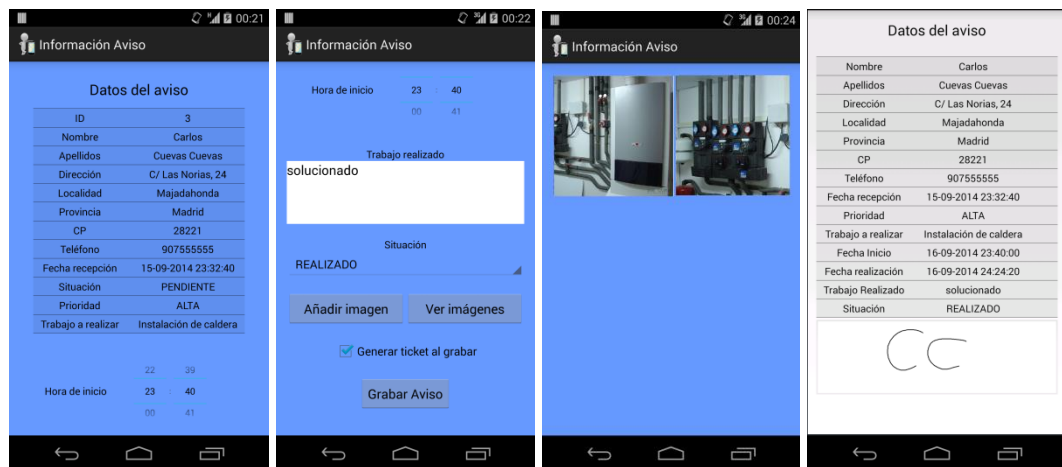 00:21
Información Aviso
Datos del aviso
ID 3
Nombre Carlos
Apellidos Cuevas Cuevas
Dirección C/ Las Norias, 24
Localidad Majadahonda
Provincia Madrid
CP 28221
Teléfono 907555555
Fecha recepción 15-09-2014 23:32:40
Situación PENDIENTE
Prioridad ALTA
Trabajo a realizar Instalación de caldera
22 39
Hora de inicio 23 : 40
00 41
3G 00:22
Información Aviso
Hora de inicio 23 : 40
00 41
Trabajo realizado
solucionado
Situación
REALIZADO
Añadir imagen Ver imágenes
Generar ticket al grabar
Grabar Aviso
3G 00:24
Información Aviso
Datos del aviso
Nombre Carlos
Apellidos Cuevas Cuevas
Dirección C/ Las Norias, 24
Localidad Majadahonda
Provincia Madrid
CP 28221
Teléfono 907555555
Fecha recepción 15-09-2014 23:32:40
Prioridad ALTA
Trabajo a realizar Instalación de caldera
Fecha Inicio 16-09-2014 23:40:00
Fecha realización 16-09-2014 24:24:20
Trabajo Realizado solucionado
Situación REALIZADO
CC